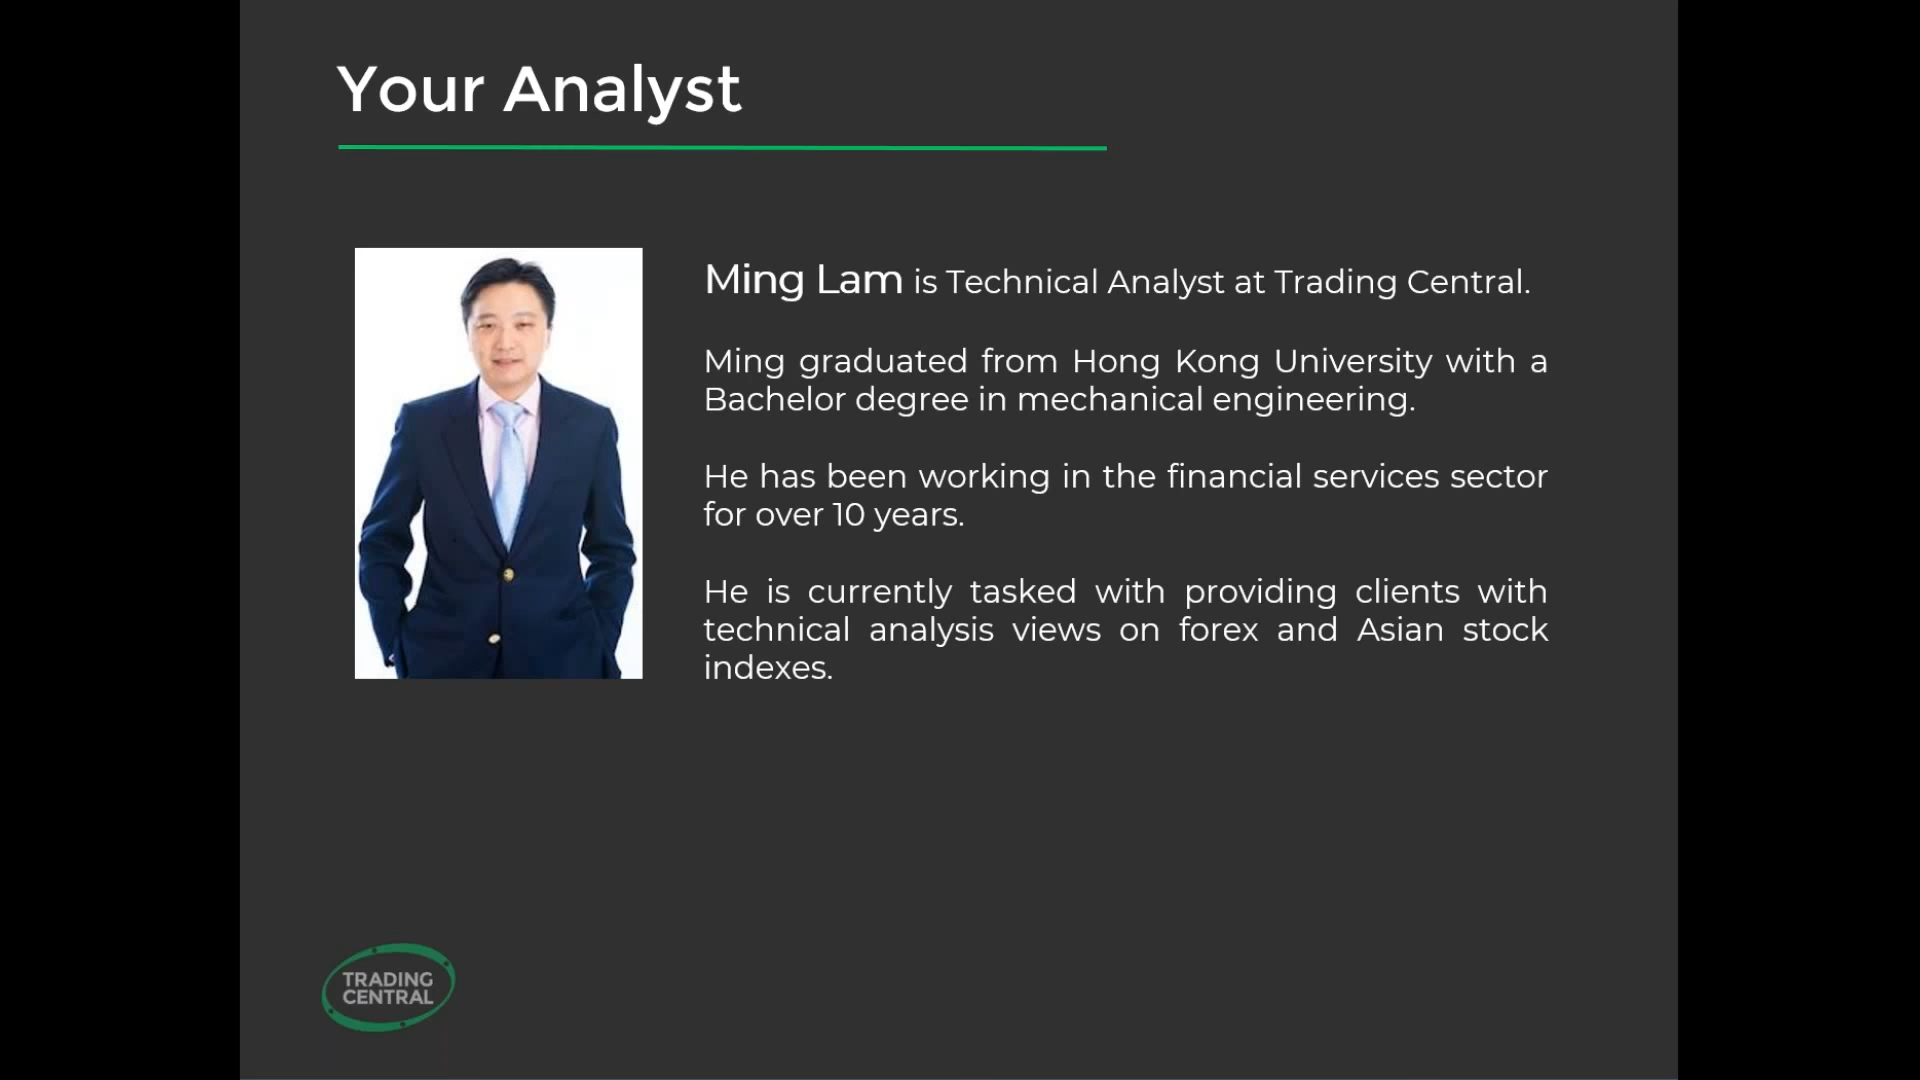 Your Analyst
Ming Lam is Technical Analyst at Trading Central.
Ming graduated from Hong Kong University with a
Bachelor degree in mechanical engineering.
He has been working in the financial services sector
for over 10 years.
He is currently tasked with providing clients with
technical analysis views on forex and Asian stock
indexes.
TRADING
CENTRAL